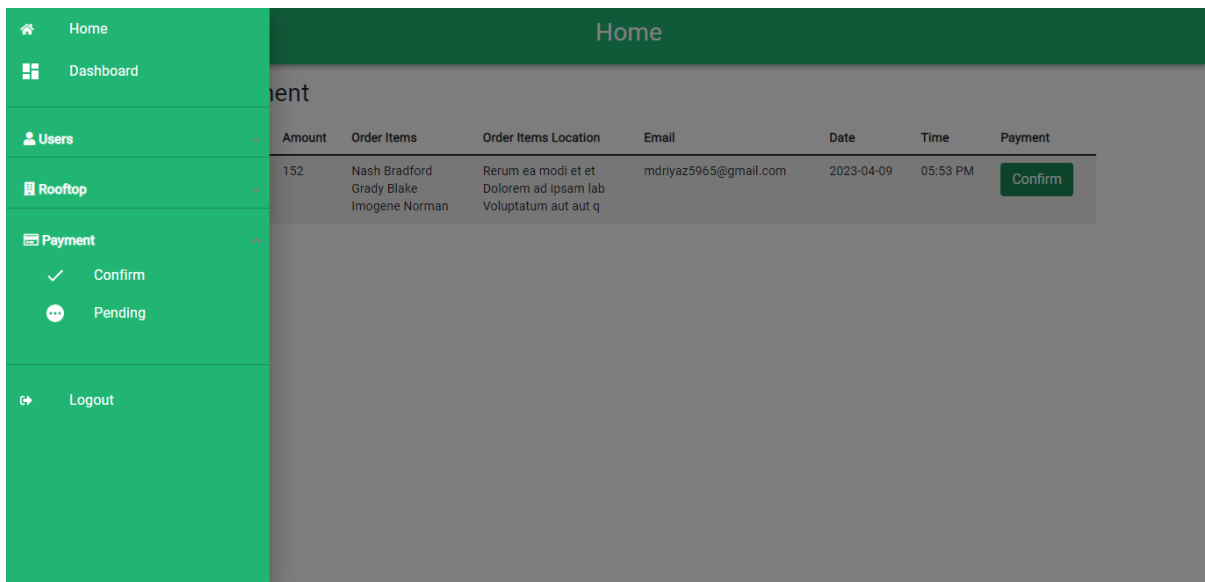 Home
Dashboard
Users
Rooftop
Payment
Confirm
Pending
Logout
Home
ment
Amount Order Items Order Items Location Email Date Time Payment
152 Nash Bradford Rerum ea modi et et mdriyaz5965@gmail.com 2023-04-09 05:53 PM Confirm
Grady Blake Dolorem ad ipsam lab
Imogene Norman Voluptatum aut aut q